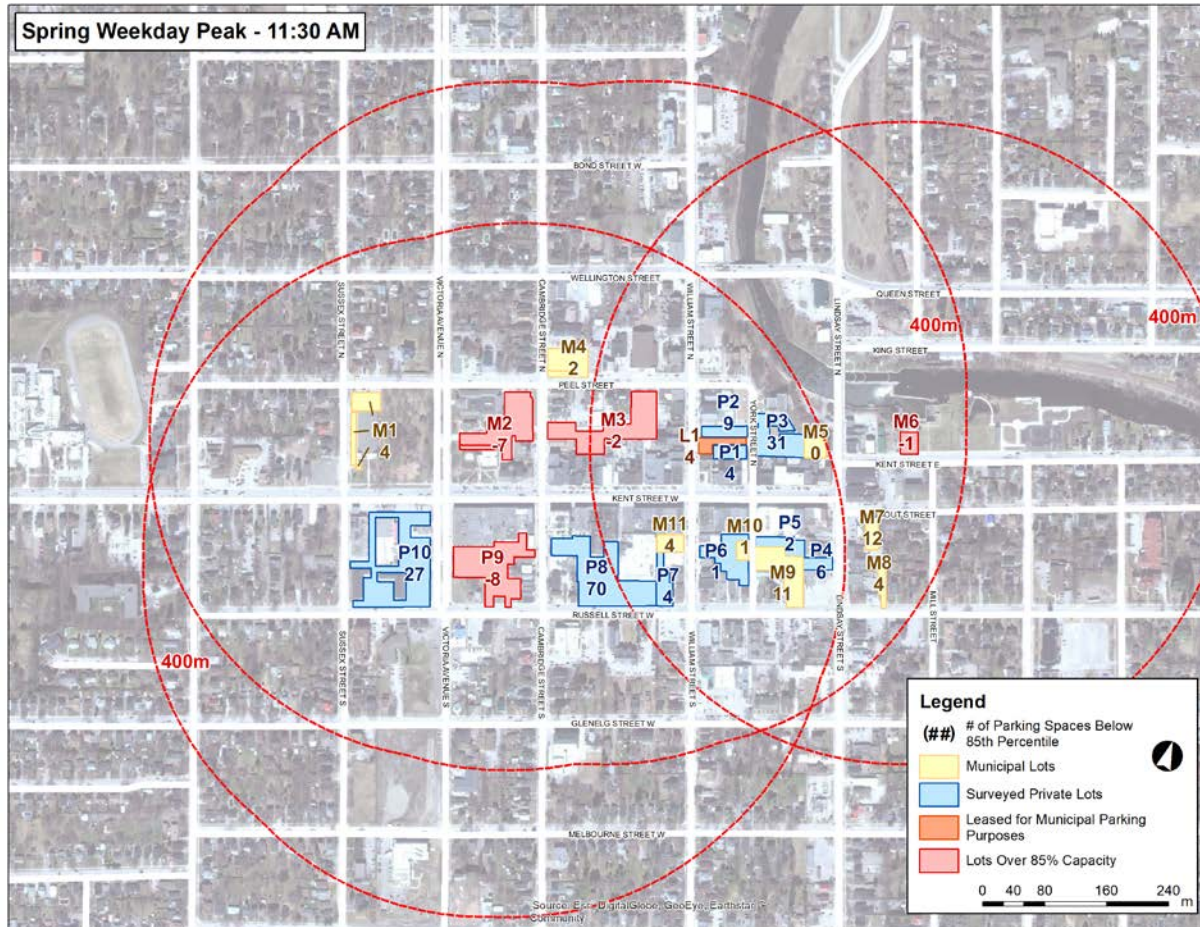 Spring Weekday Peak - 11:30 AM
BOND STREET W
WELLINGTON STREET
QUEEN STREET
400m
400m
KING STREET
SUSSEX STREET N
VICTORIA AVENUE N
CAMBRIDGE STREET N
WILLIAM STREET N
LINDSAY STREET N
M4
2
PEEL STREET
M1
4
M2
-7
M3
-2
P2
9
L1
4
P1
4
YORK STREET N
P3
31
M5
0
M6
-1
KENT STREET E
KENT STREET W
P10
27
P9
-8
P8
70
M11
4
P7
4
P6
1
M10
1
P5
2
P4
6
M9
11
M7
12
OUT STREET
M8
4
RUSSELL STREET W
SUSSEX STREET S
VICTORIA AVENUE S
CAMBRIDGE STREET S
WILLIAM STREET S
LINDSAY STREET S
MILL STREET
400m
GLENELG STREET W
MELBOURNE STREET W
Legend
(##) # of Parking Spaces Below
85th Percentile
Municipal Lots
Surveyed Private Lots
Leased for Municipal Parking
Purposes
Lots Over 85% Capacity
0 40 80 160 240
m
Source: Esri, DigitalGlobe, GeoEye, Earthstar
Community